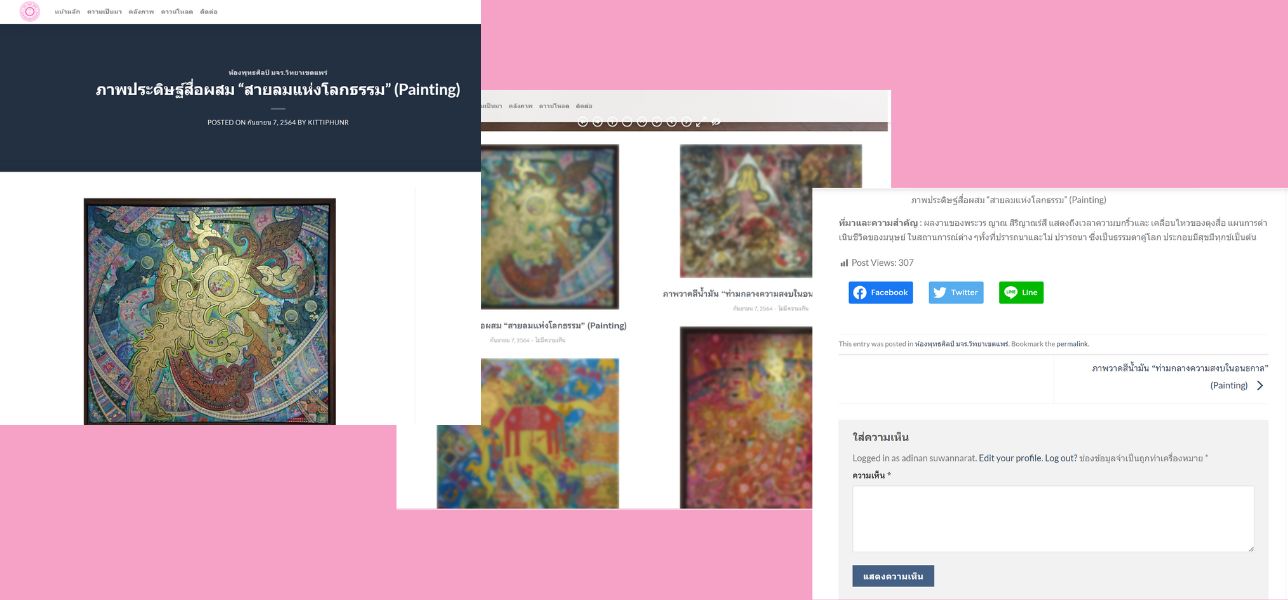 หน้าหลัก ความเป็นมา คลังภาพ ดาวน์โหลด ติดต่อ
ห้องพุทธศิลป์ มจร.วิทยาเขตแพร่
ภาพประดิษฐ์สื่อผสม “สายลมแห่งโลกธรรม” (Painting)
POSTED ON กันยายน 7, 2564 BY KITTIPHUNR
คลังภาพ ดาวน์โหลด ติดต่อ
“สายลมแห่งโลกธรรม” (Painting)
กันยายน 7, 2564 - ไม่มีความเห็น
ภาพวาดสีน้ำมัน “ท่ามกลางความสงบในอน
กันยายน 7, 2564 - ไม่มีความเห็น
ภาพประดิษฐ์สื่อผสม “สายลมแห่งโลกธรรม” (Painting)
ที่มาและความสำคัญ : ผลงานของพระวร ญาณ สิริญาณรํสี แสดงถึงเวลาความบกริ้วและ เคลื่อนไหวของตุงสื่อ แผนการดำ
เนินชีวิตของมนุษย์ ในสถานการณ์ต่าง ๆทั้งที่ปรารถนาและไม่ ปรารถนา ซึ่งเป็นธรรมดาคู่โลก ประกอบมีสุขมีทุกข์เป็นต้น
Post Views: 307
Facebook
Twitter
Line
This entry was posted in ห้องพุทธศิลป์ มจร.วิทยาเขตแพร่. Bookmark the permalink.
ภาพวาดสีน้ำมัน “ท่ามกลางความสงบในอนธกาล”
(Painting)
ใส่ความเห็น
Logged in as adinan suwannarat. Edit your profile. Log out? ช่องข้อมูลจำเป็นถูกทำเครื่องหมาย *
ความเห็น *
แสดงความเห็น